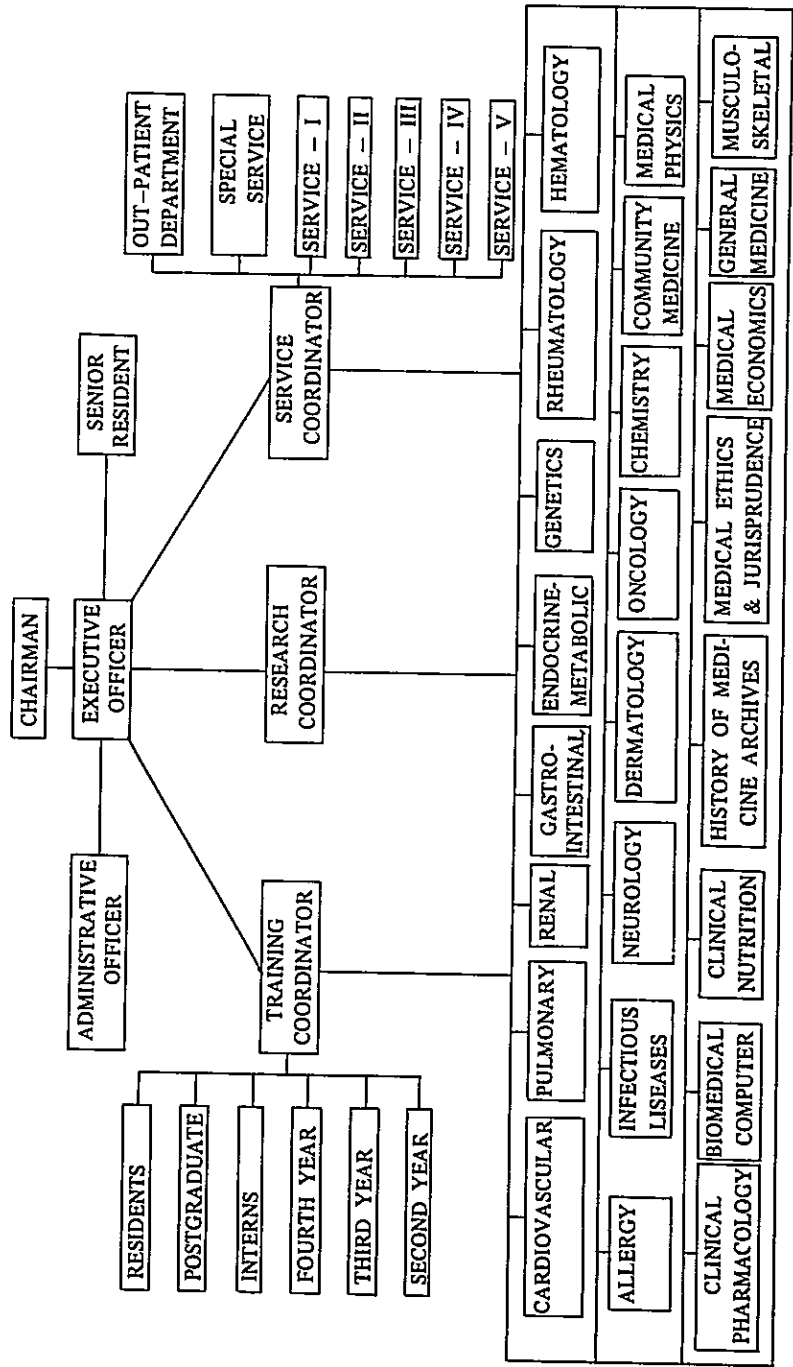 CHAIRMAN
ADMINISTRATIVE
OFFICER
EXECUTIVE
OFFICER
SENIOR
RESIDENT
TRAINING
COORDINATOR
RESEARCH
COORDINATOR
SERVICE
COORDINATOR
RESIDENTS
POSTGRADUATE
INTERNS
FOURTH YEAR
THIRD YEAR
SECOND YEAR
OUT-PATIENT
DEPARTMENT
SPECIAL
SERVICE
SERVICE - I
SERVICE - II
SERVICE - III
SERVICE - IV
SERVICE - V
CARDIOVASCULAR
PULMONARY
RENAL
GASTRO-
INTESTINAL
ENDOCRINE-
METABOLIC
GENETICS
RHEUMATOLOGY
HEMATOLOGY
ALLERGY
INFECTIOUS
LISEASES
NEUROLOGY
DERMATOLOGY
ONCOLOGY
CHEMISTRY
COMMUNITY
MEDICINE
MEDICAL
PHYSICS
CLINICAL
PHARMACOLOGY
BIOMEDICAL
COMPUTER
CLINICAL
NUTRITION
HISTORY OF MEDI-
CINE ARCHIVES
MEDICAL ETHICS
& JURISPRUDENCE
MEDICAL
ECONOMICS
GENERAL
MEDICINE
MUSCULO-
SKELETAL